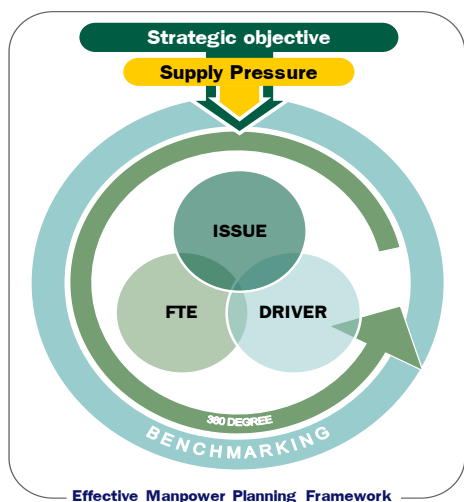 Strategic objective
Supply Pressure
ISSUE
FTE DRIVER
360 DEGREE
BENCHMARKING
Effective Manpower Planning Framework